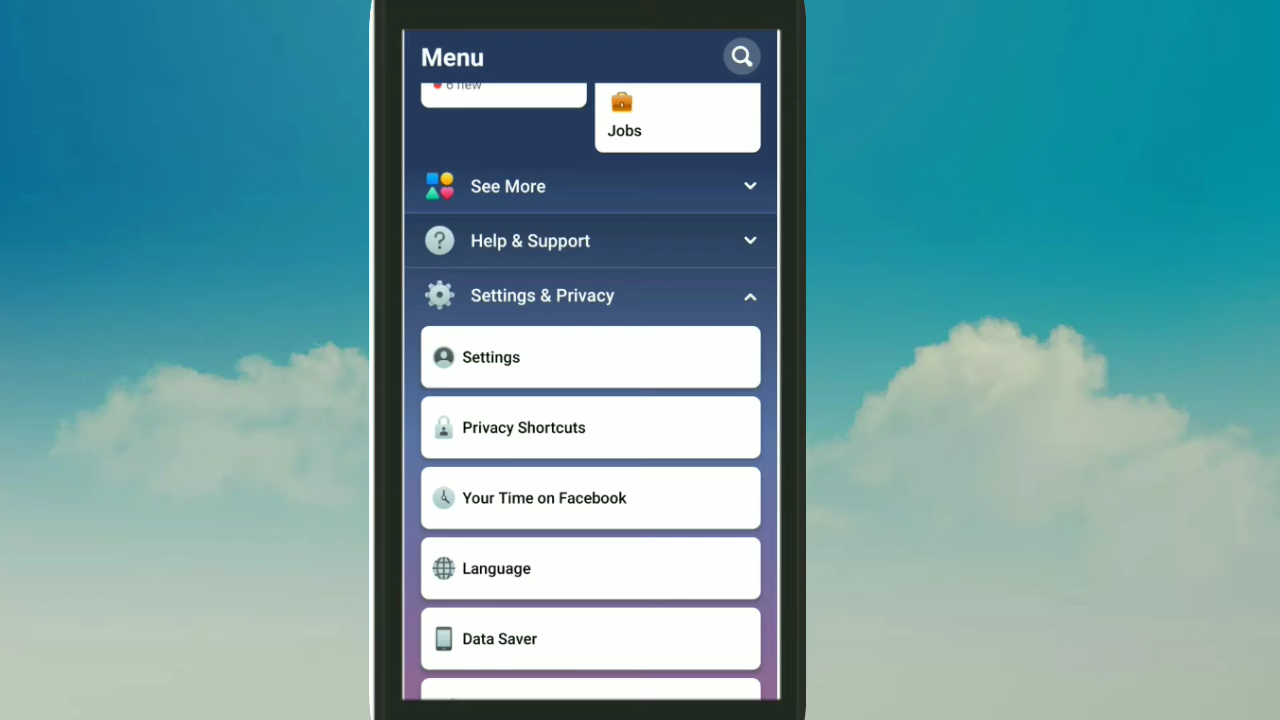 Menu
6 new
Jobs
See More
Help & Support
Settings & Privacy
Settings
Privacy Shortcuts
Your Time on Facebook
Language
Data Saver